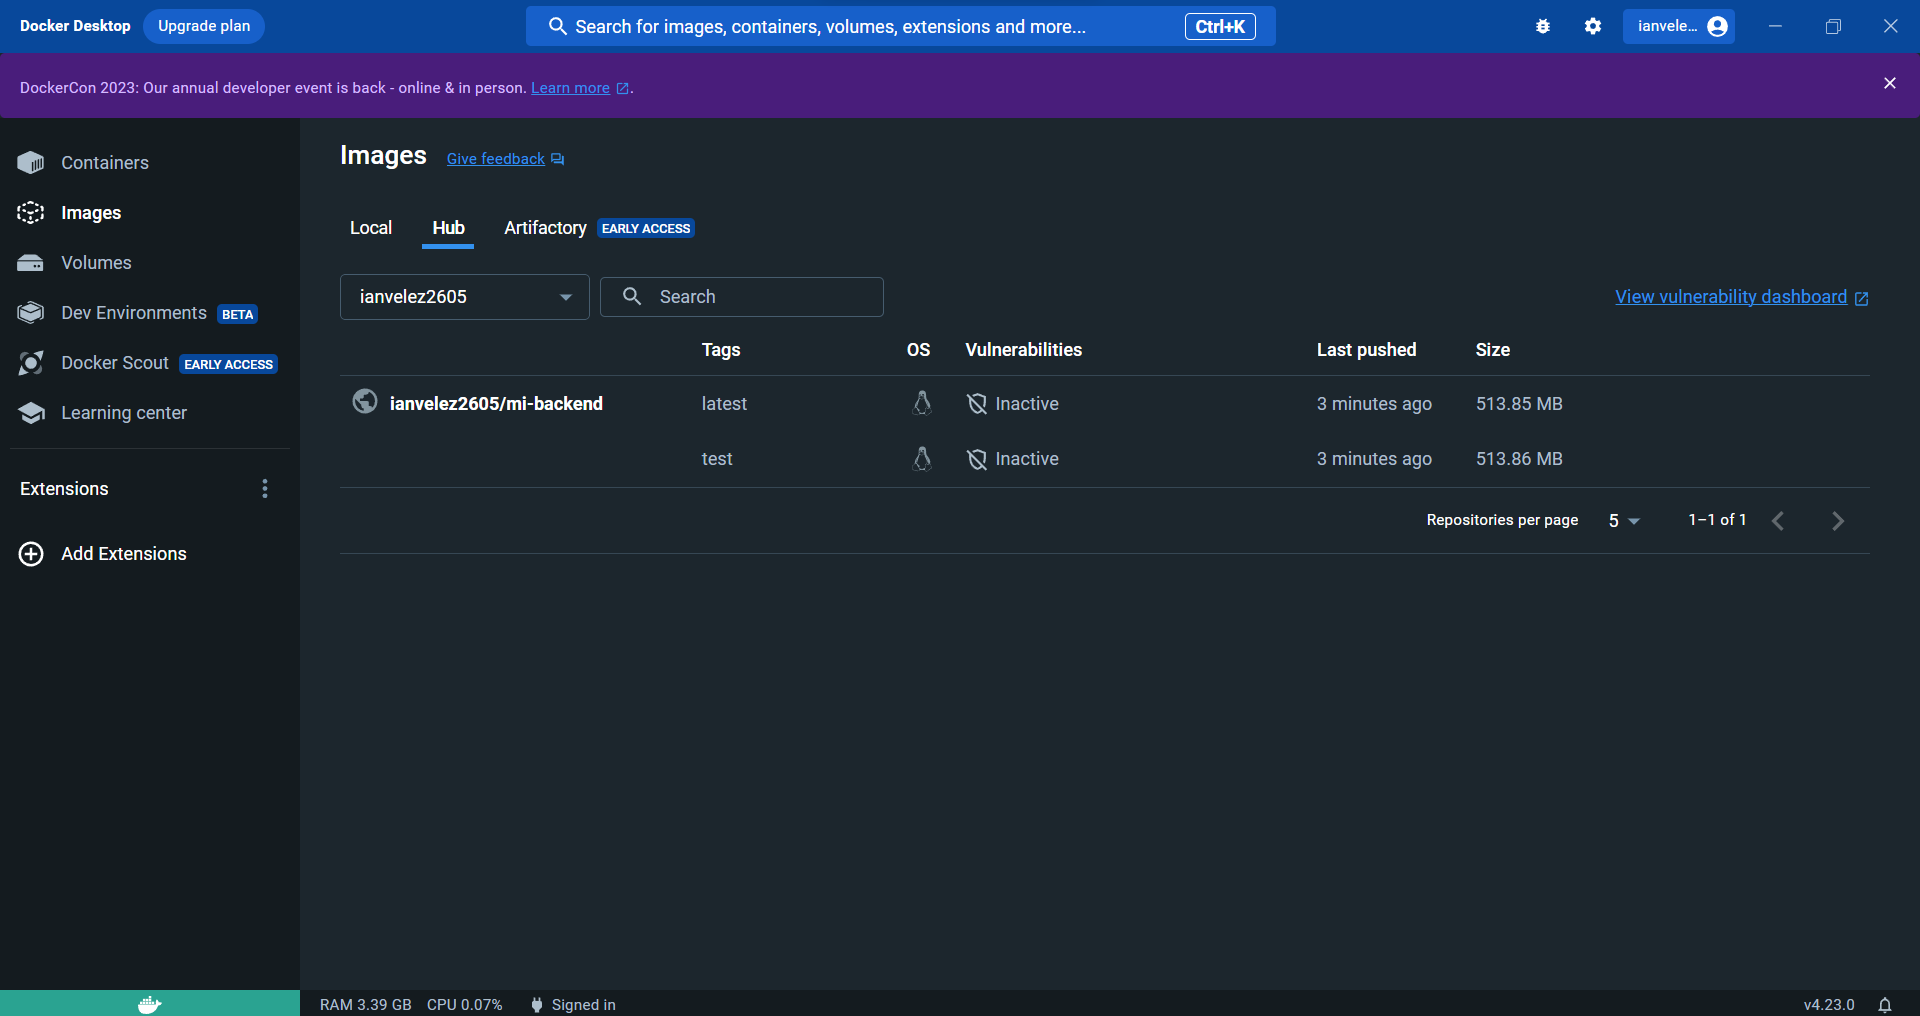 Docker Desktop Upgrade plan Search for images, containers, volumes, extensions and more... Ctrl+K ianvele...
DockerCon 2023: Our annual developer event is back - online & in person. Learn more .
Containers
Images
Volumes
Dev Environments BETA
Docker Scout EARLY ACCESS
Learning center
Extensions
Add Extensions
Images Give feedback
Local Hub Artifactory EARLY ACCESS
ianvelez2605 Search View vulnerability dashboard
Tags OS Vulnerabilities Last pushed Size
ianvelez2605/mi-backend latest Inactive 3 minutes ago 513.85 MB
test Inactive 3 minutes ago 513.86 MB
Repositories per page 5 1–1 of 1
RAM 3.39 GB CPU 0.07% Signed in v4.23.0